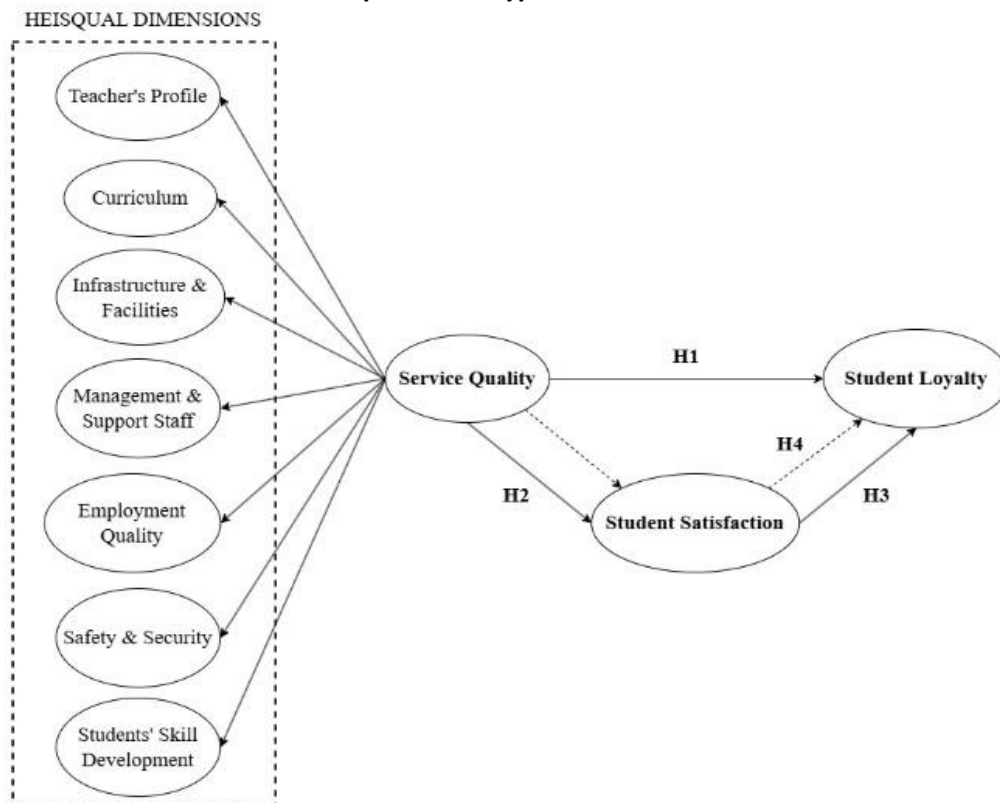 HEISQUAL DIMENSIONS
Teacher's Profile
Curriculum
Infrastructure &
Facilities
Management &
Support Staff
Employment
Quality
Safety & Security
Students' Skill
Development
Service Quality
H1
Student Loyalty
H2
H4
H3
Student Satisfaction